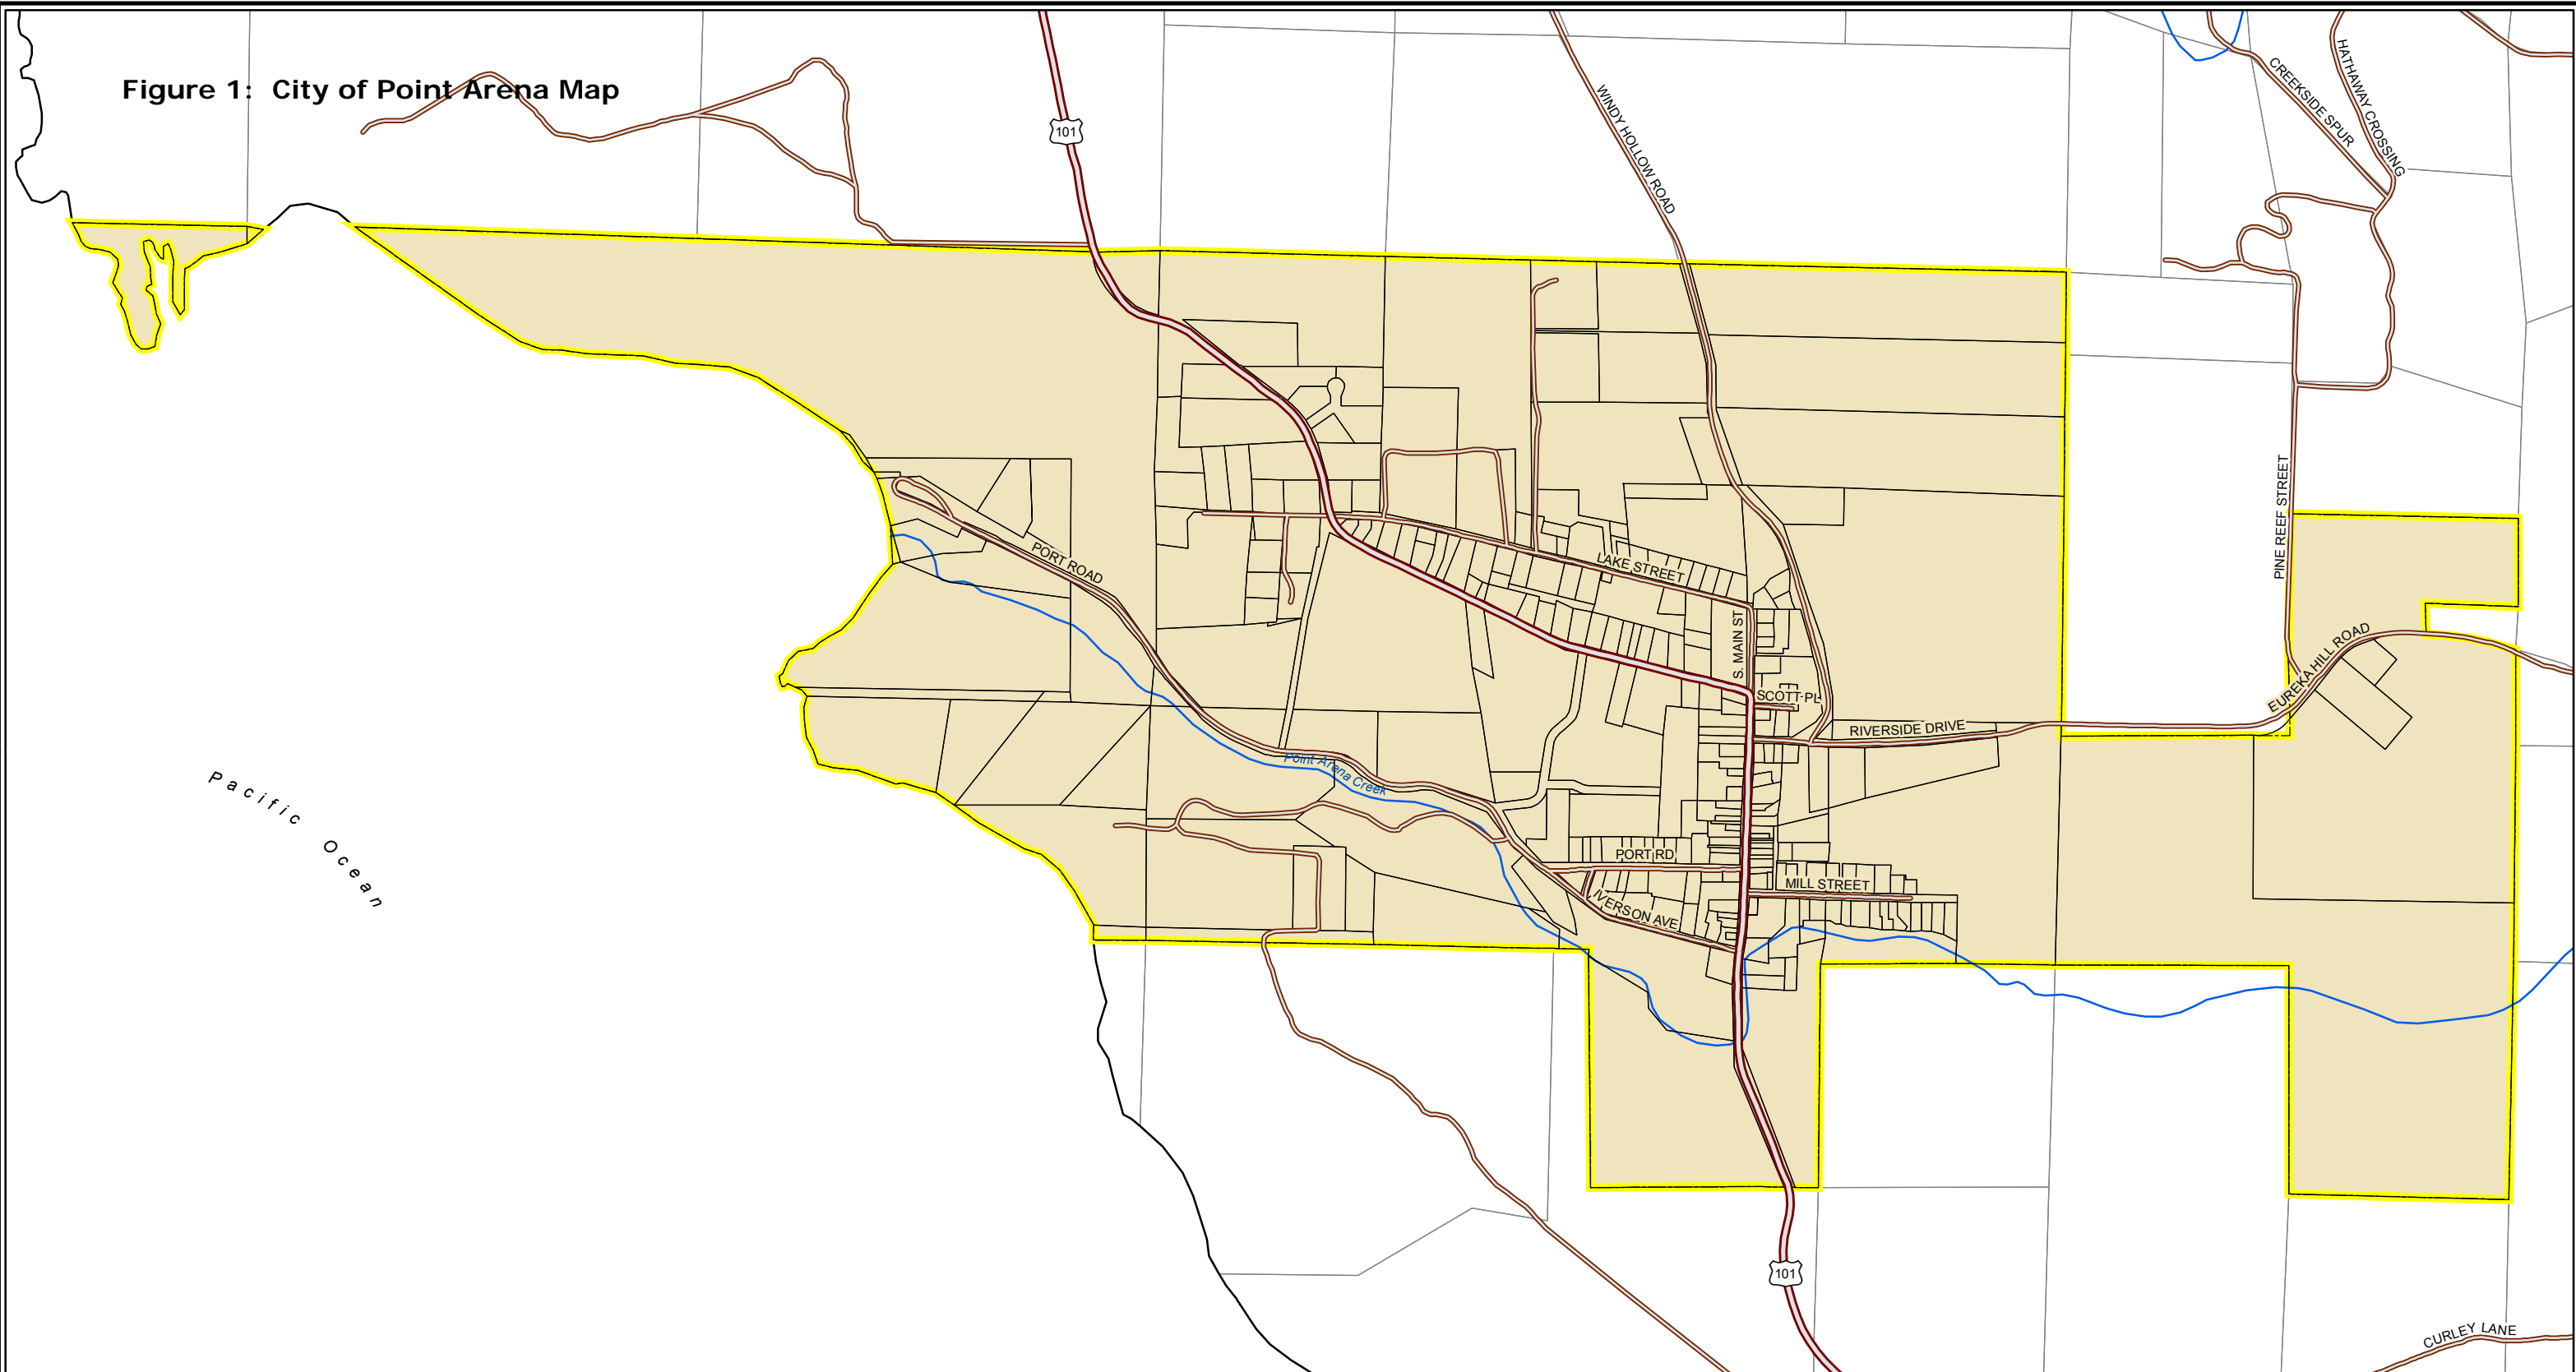 Figure 1: City of Point Arena Map
101
WINDY HOLLOW ROAD
CREEKSIDE SPUR
HATHAWAY CROSSING
PINE REEF STREET
PORT ROAD
LAKE STREET
S. MAIN ST
SCOTT PL
EUREKA HILL ROAD
RIVERSIDE DRIVE
Point Arena Creek
Pacific Ocean
PORT RD
MILL STREET
IVERSON AVE
101
CURLEY LANE